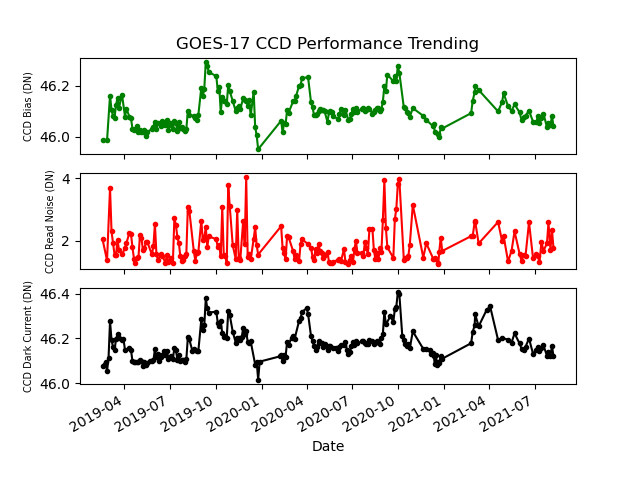 GOES-17 CCD Performance Trending
CCD Bias (DN)
46.2
46.0
CCD Read Noise (DN)
4
2
CCD Dark Current (DN)
46.4
46.2
46.0
2019-04 2019-07 2019-10 2020-01 2020-04 2020-07 2020-10 2021-01 2021-04 2021-07
Date